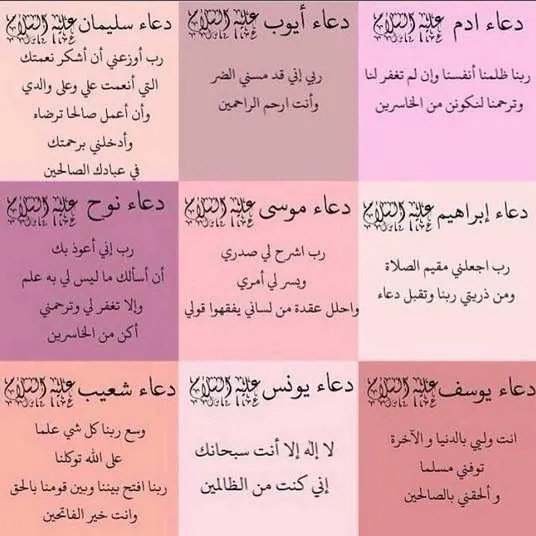 دعاء ادم عليه السلام
ربنا ظلمنا أنفسنا وإن لم تغفر لنا
وترحمنا لنكونن من الخاسرين
دعاء أيوب عليه السلام
ربي إني قد مسني الضر
وأنت ارحم الراحمين
دعاء سليمان عليه السلام
رب أوزعني أن أشكر نعمتك
التي أنعمت علي وعلى والدي
وأن أعمل صالحا ترضاه
وأدخلني برحمتك
في عبادك الصالحين
دعاء إبراهيم عليه السلام
رب اجعلني مقيم الصلاة
ومن ذريتي ربنا وتقبل دعاء
دعاء موسى عليه السلام
رب اشرح لي صدري
ويسر لي أمري
واحلل عقدة من لساني يفقهوا قولي
دعاء نوح عليه السلام
رب إني أعوذ بك
أن أسألك ما ليس لي به علم
وإلا تغفر لي وترحمني
أكن من الخاسرين
دعاء يوسف عليه السلام
انت وليي بالدنيا و الآخرة
توفني مسلما
و ألحقني بالصالحين
دعاء يونس عليه السلام
لا إله إلا أنت سبحانك
إني كنت من الظالمين
دعاء شعيب عليه السلام
وسع ربنا كل شي علما
على الله توكلنا
ربنا افتح بيننا وبين قومنا بالحق
وانت خير الفاتحين